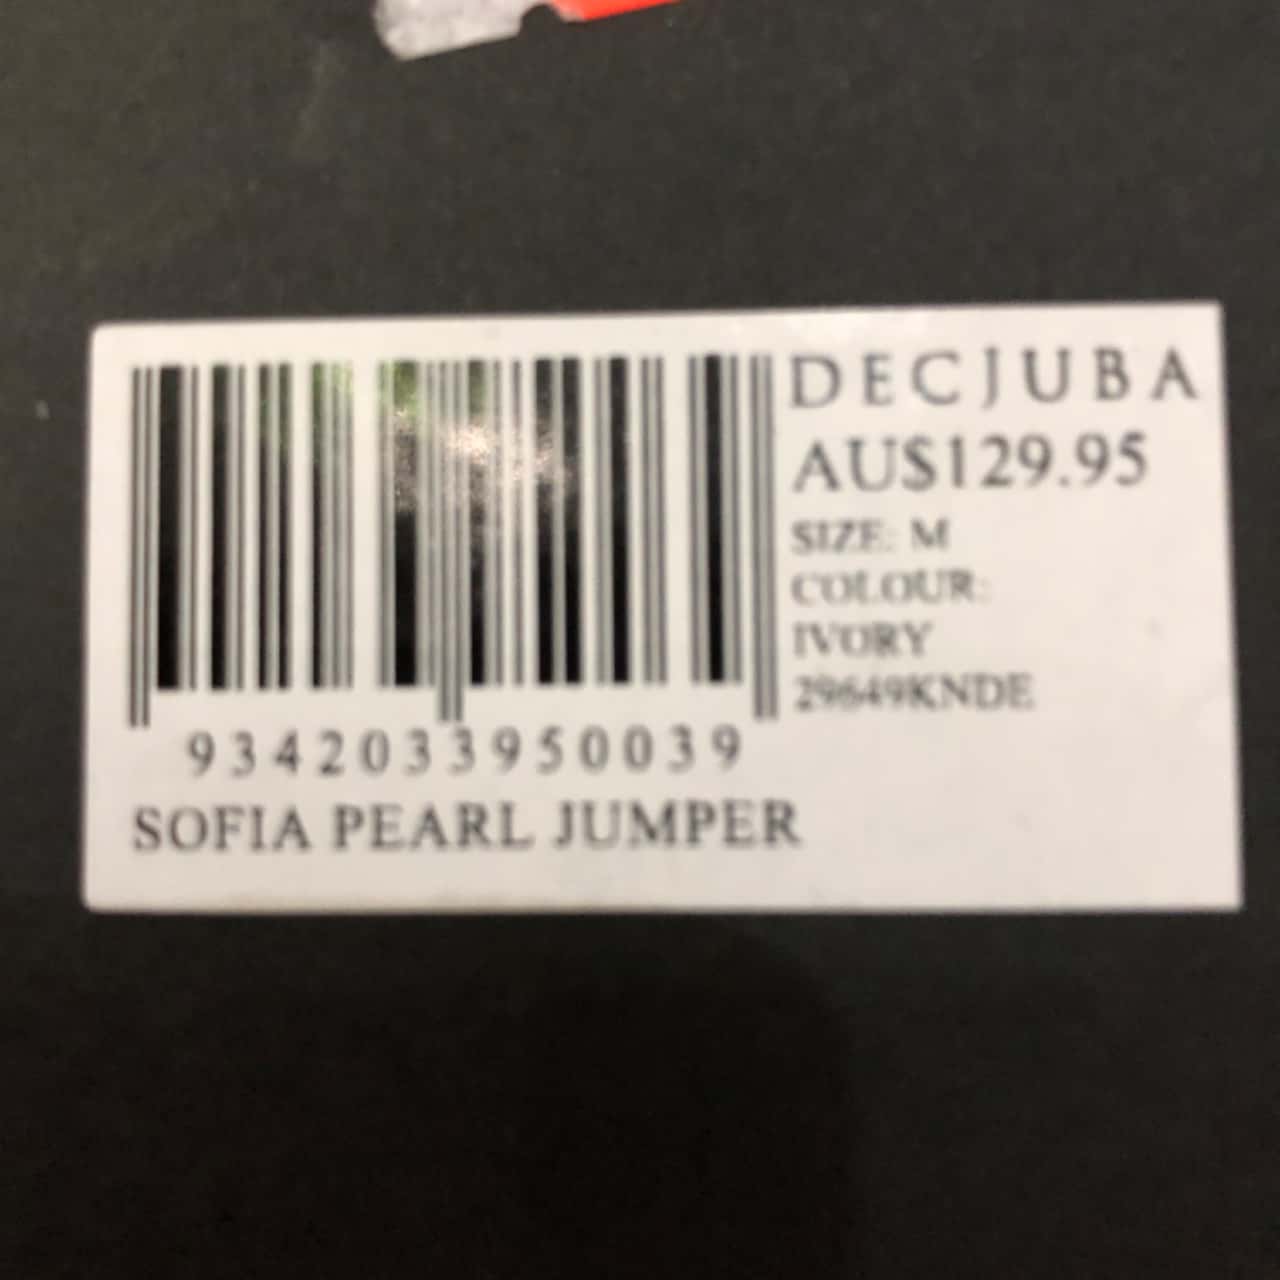 DECJUBA
AU$129.95
SIZE: M
COLOUR:
IVORY
29649KNDE
9342033950039
SOFIA PEARL JUMPER